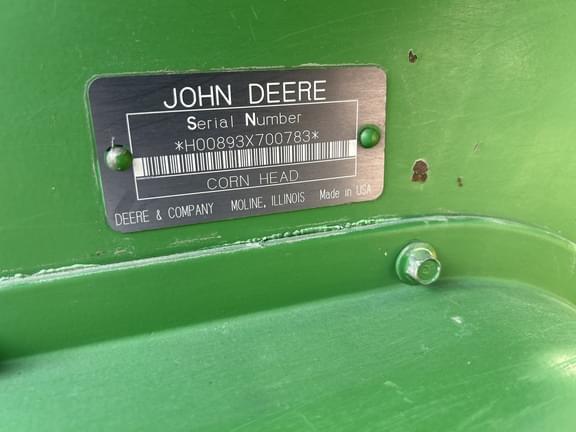 JOHN DEERE
Serial Number
*H00893X700783*
CORN HEAD
DEERE & COMPANY MOLINE, ILLINOIS Made in USA